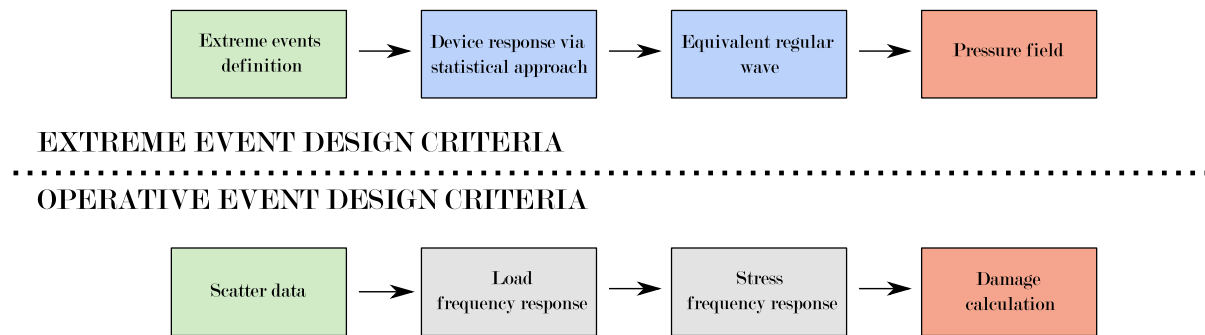 Extreme events
definition
Device response via
statistical approach
Equivalent regular
wave
Pressure field
EXTREME EVENT DESIGN CRITERIA
OPERATIVE EVENT DESIGN CRITERIA
Scatter data
Load
frequency response
Stress
frequency response
Damage
calculation